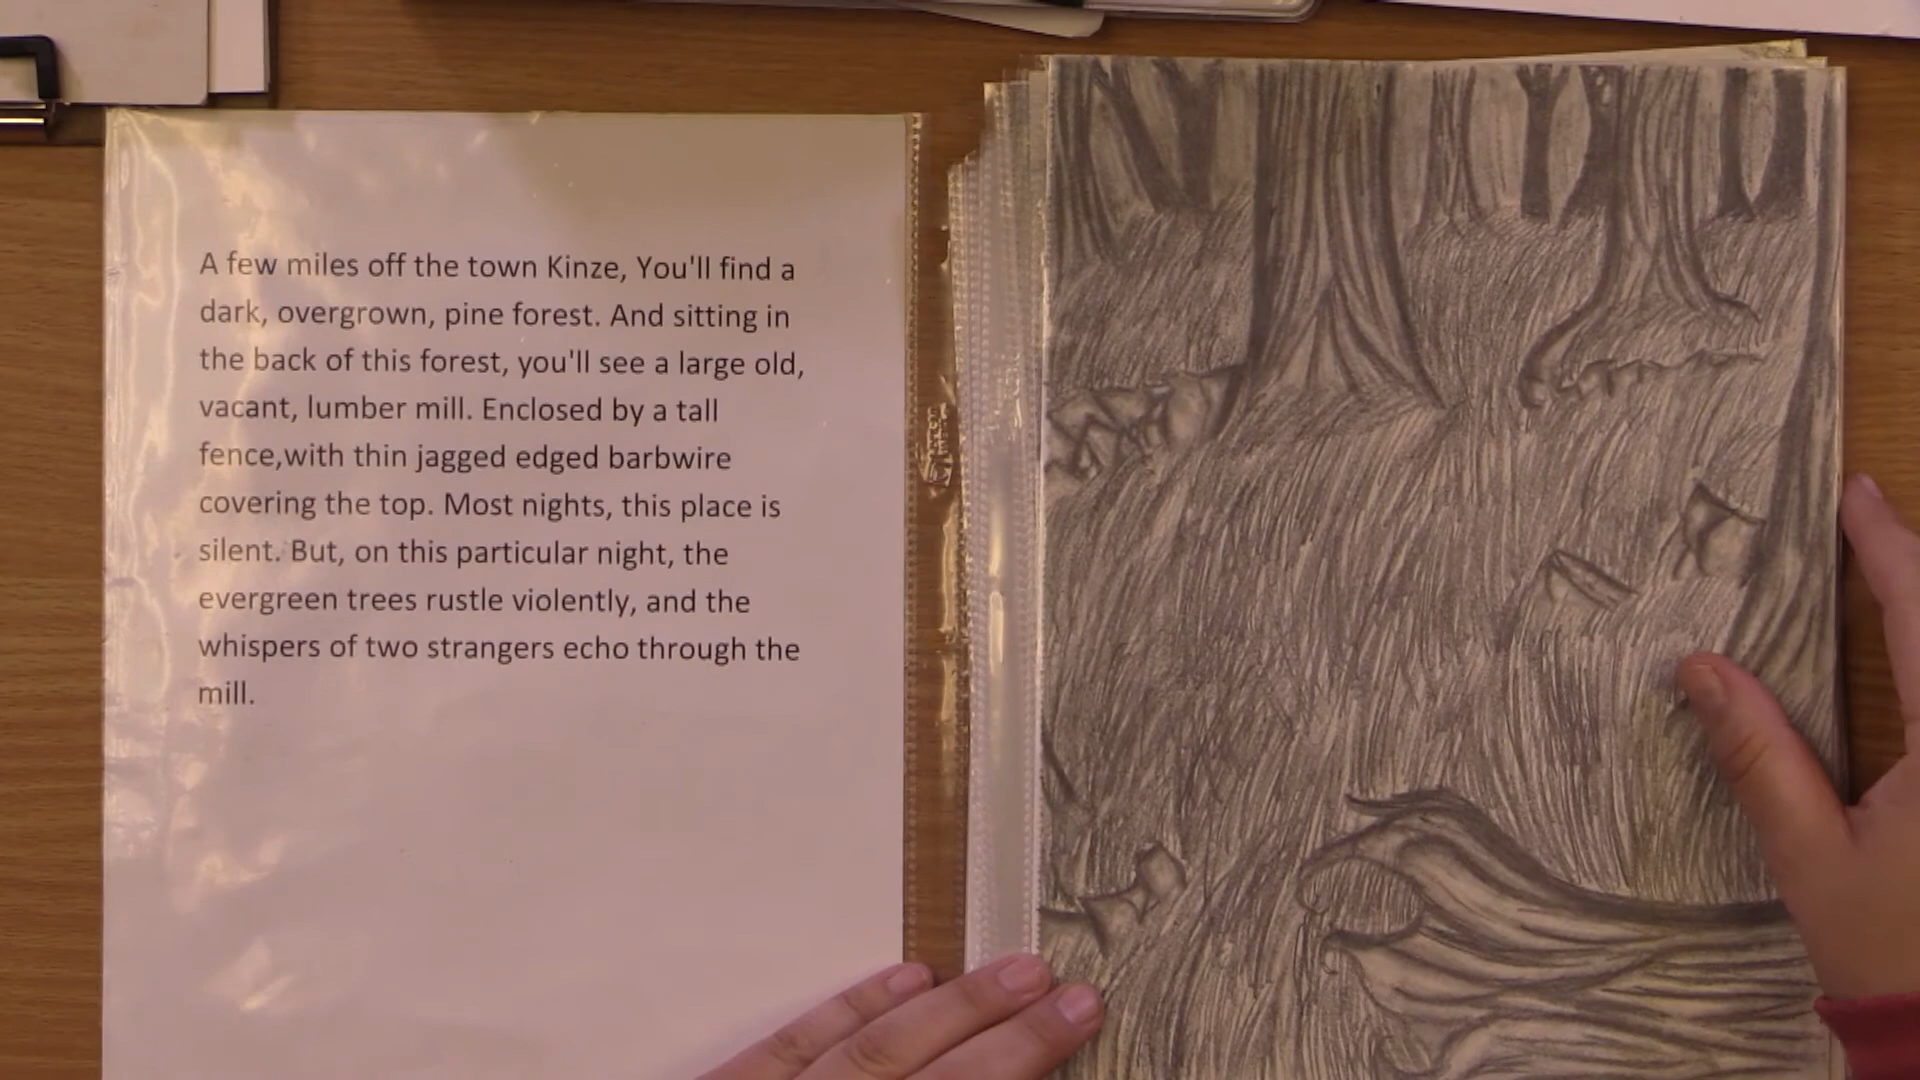 A few miles off the town Kinze, You'll find a
dark, overgrown, pine forest. And sitting in
the back of this forest, you'll see a large old,
vacant, lumber mill. Enclosed by a tall
fence,with thin jagged edged barbwire
covering the top. Most nights, this place is
silent. But, on this particular night, the
evergreen trees rustle violently, and the
whispers of two strangers echo through the
mill.